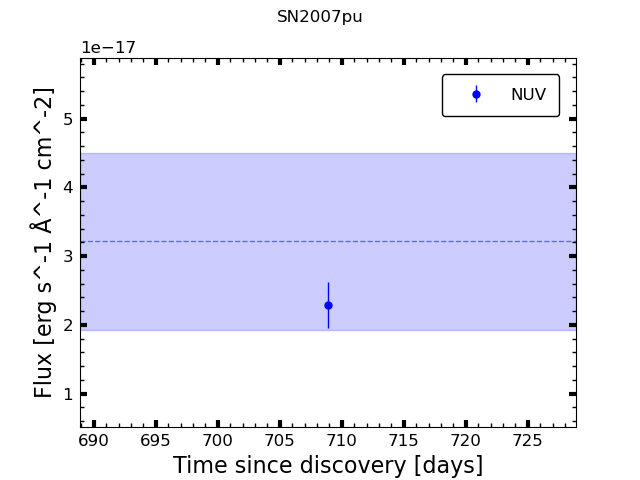 SN2007pu
1e−17
NUV
5
4
3
2
1
Flux [erg s^-1 Å^-1 cm^-2]
690 695 700 705 710 715 720 725
Time since discovery [days]